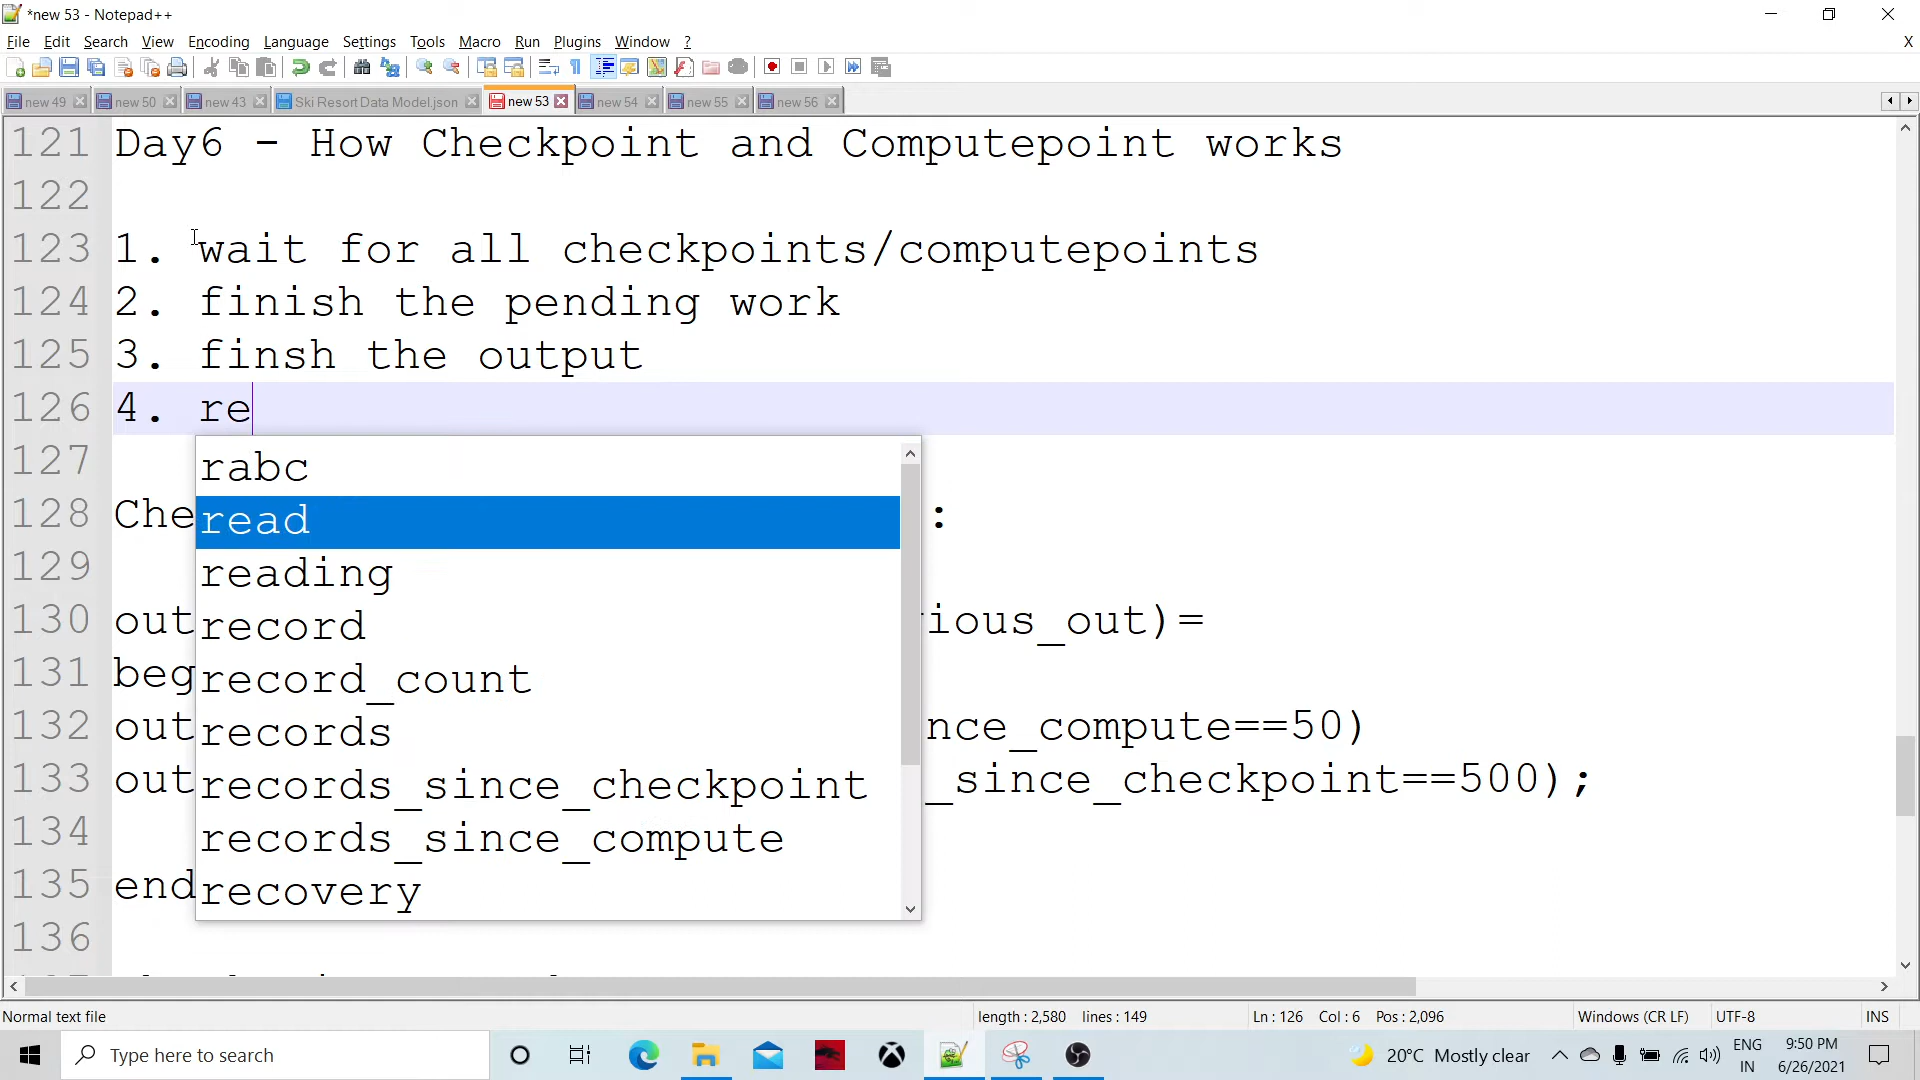 *new 53 - Notepad++
File Edit Search View Encoding Language Settings Tools Macro Run Plugins Window ? X
new 49 new 50 new 43 Ski Resort Data Model.json new 53 new 54 new 55 new 56
121 Day6 - How Checkpoint and Computepoint works
122
123 1. wait for all checkpoints/computepoints
124 2. finish the pending work
125 3. finsh the output
126 4. re
127
rabc
128 Che :
read
129
reading
130 out ious_out)=
record
131 beg
record_count
132 out nce_compute==50)
records
133 out _since_checkpoint==500);
records_since_checkpoint
134
records_since_compute
135 end
recovery
136
Normal text file length : 2,580 lines : 149 Ln : 126 Col : 6 Pos : 2,096 Windows (CR LF) UTF-8 INS
Type here to search 20°C Mostly clear ENG IN 9:50 PM 6/26/2021